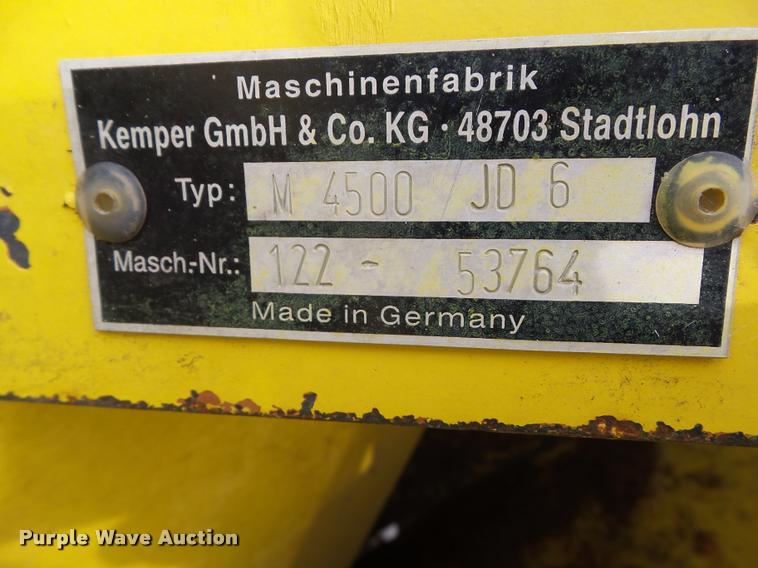 Maschinenfabrik
Kemper GmbH & Co. KG · 48703 Stadtlohn
Typ: M 4500 JD 6
Masch.-Nr.: 122 - 53764
Made in Germany
Purple Wave Auction